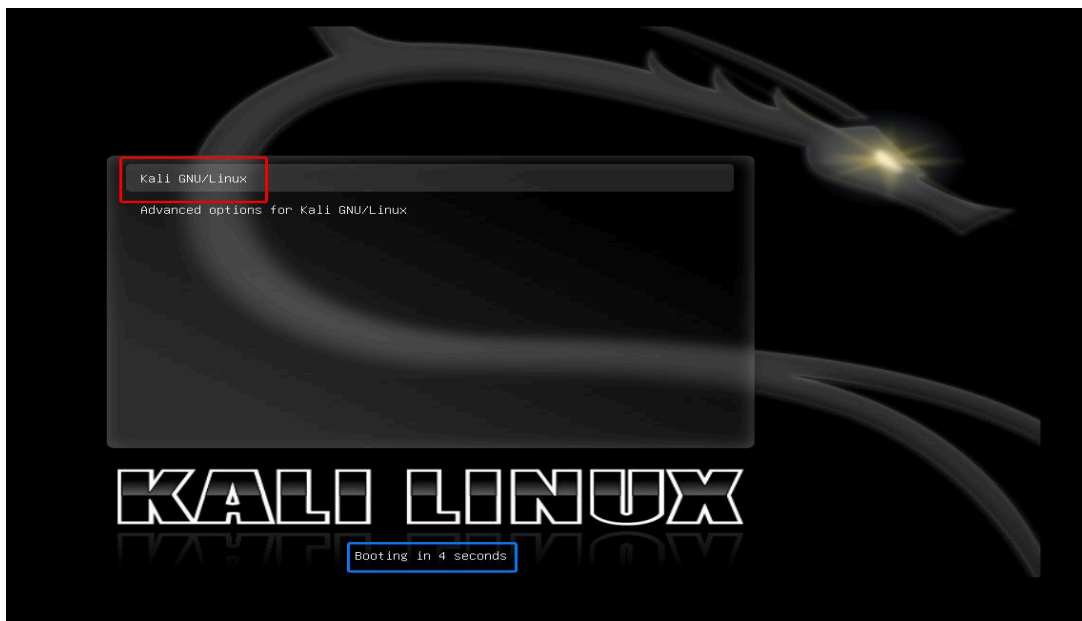 Kali GNU/Linux
Advanced options for Kali GNU/Linux
KALI LINUX
Booting in 4 seconds